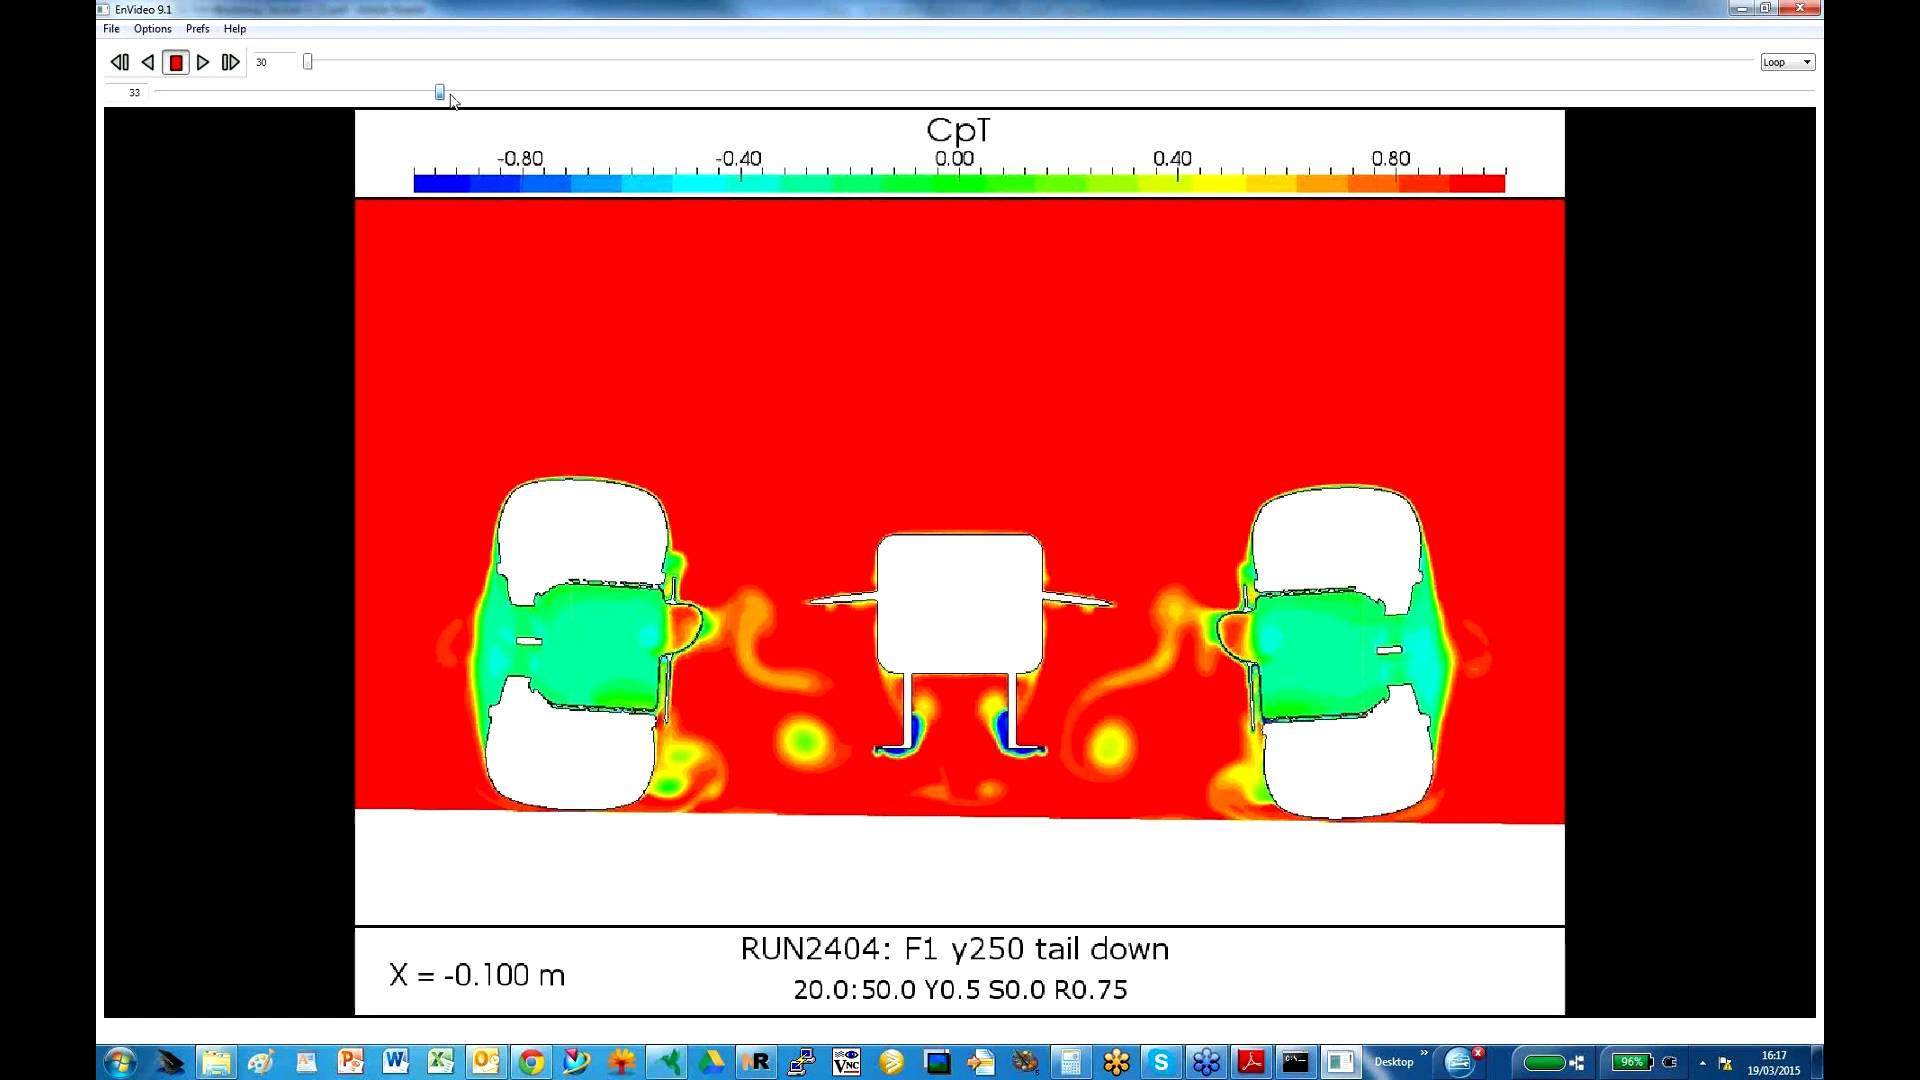 EnVideo 9.1
File Options Prefs Help
30
Loop
33
CpT
-0.80 -0.40 0.00 0.40 0.80
RUN2404: F1 y250 tail down
X = -0.100 m
20.0:50.0 Y0.5 S0.0 R0.75
Desktop
96%
16:17
19/03/2015